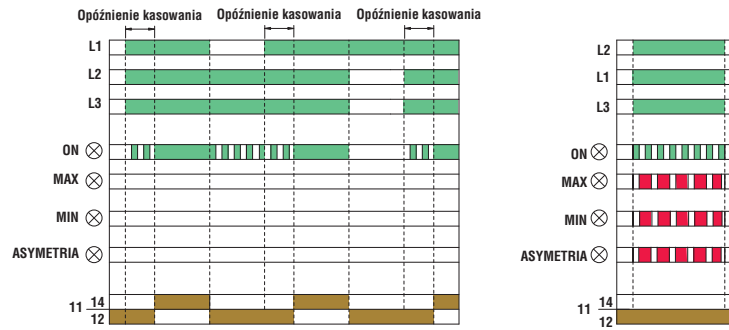 Opóźnienie kasowania Opóźnienie kasowania Opóźnienie kasowania
L1
L2
L3
ON
MAX
MIN
ASYMETRIA
11 14
12
L2
L1
L3
ON
MAX
MIN
ASYMETRIA
11 14
12